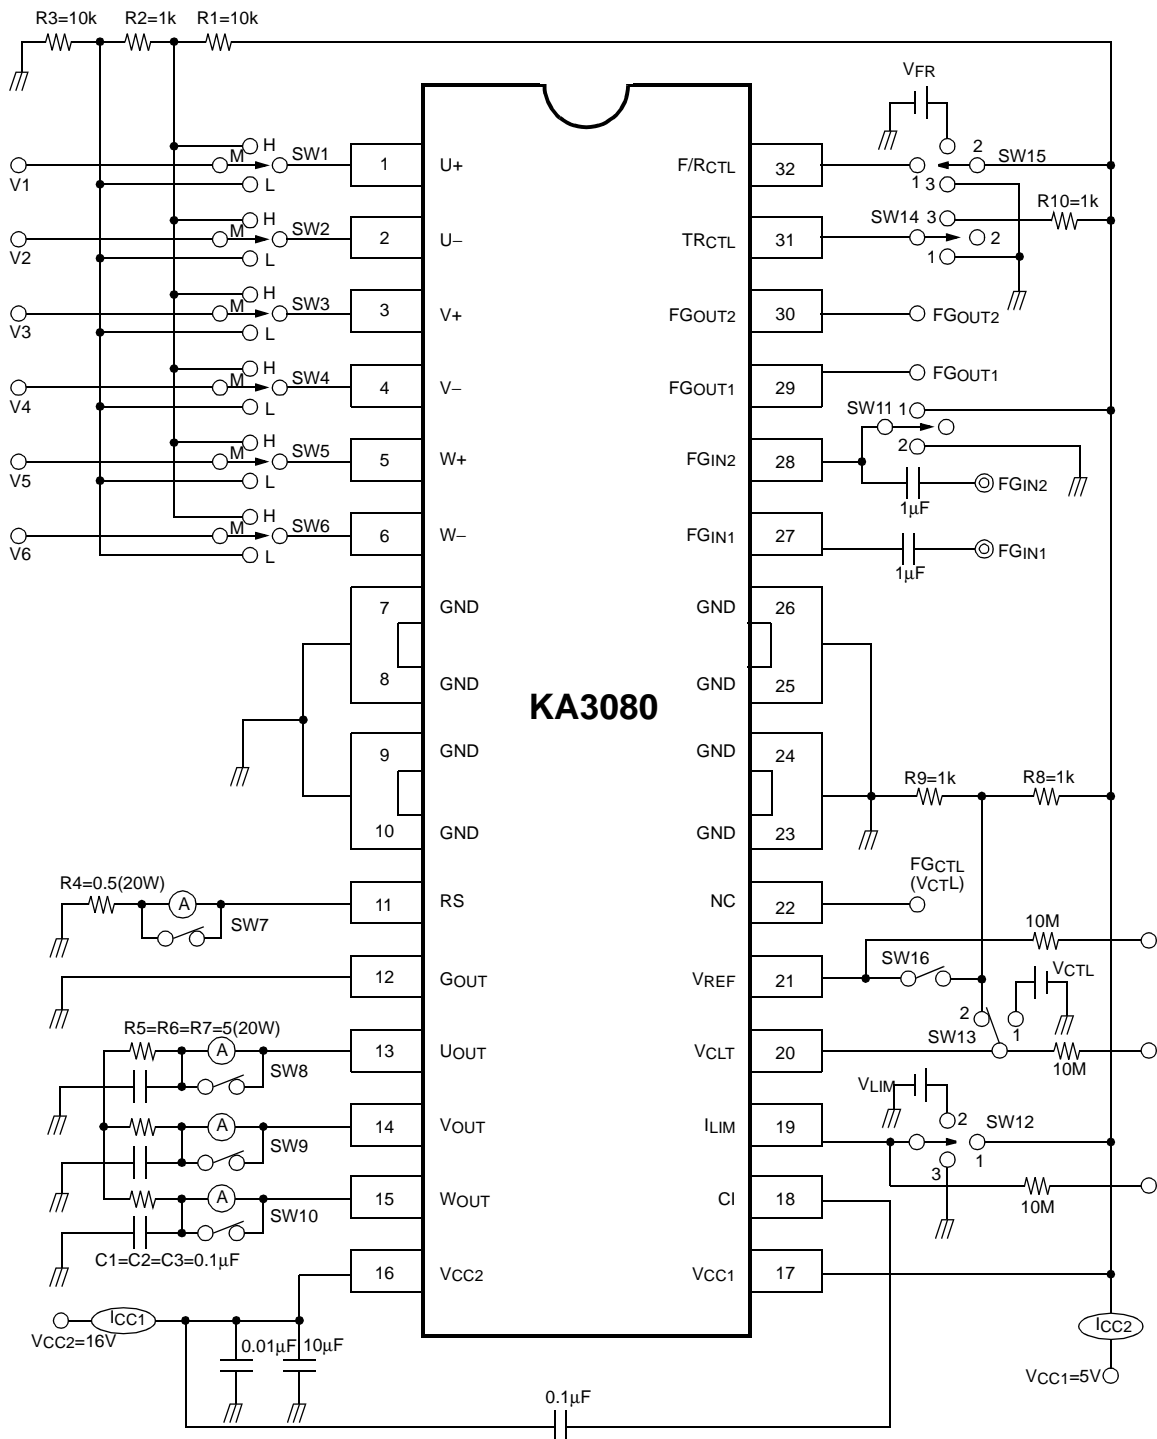 R3=10k R2=1k R1=10k
VFR
H
M
SW1
L
V1
1
U+
F/RCTL
32
2
SW15
1
3
R10=1k
H
M
SW2
L
V2
2
U−
TRCTL
31
SW14
3
2
1
H
M
SW3
L
V3
3
V+
FGOUT2
30
FGOUT2
H
M
SW4
L
V4
4
V−
FGOUT1
29
FGOUT1
H
M
SW5
L
V5
5
W+
FGIN2
28
SW11
1
2
1μF
FGIN2
H
M
SW6
L
V6
6
W−
FGIN1
27
1μF
FGIN1
7
GND
GND
26
8
GND
GND
25
KA3080
9
GND
GND
24
10
GND
GND
23
R9=1k
R8=1k
R4=0.5(20W)
A
SW7
11
RS
NC
22
FGCTL
(VCTL)
12
GOUT
VREF
21
SW16
10M
VCTL
2
1
SW13
R5=R6=R7=5(20W)
A
SW8
13
UOUT
VCLT
20
10M
A
SW9
14
VOUT
ILIM
19
VLIM
2
SW12
1
3
10M
A
SW10
C1=C2=C3=0.1μF
15
WOUT
CI
18
16
VCC2
VCC1
17
ICC1
VCC2=16V
0.01μF
10μF
ICC2
VCC1=5V
0.1μF